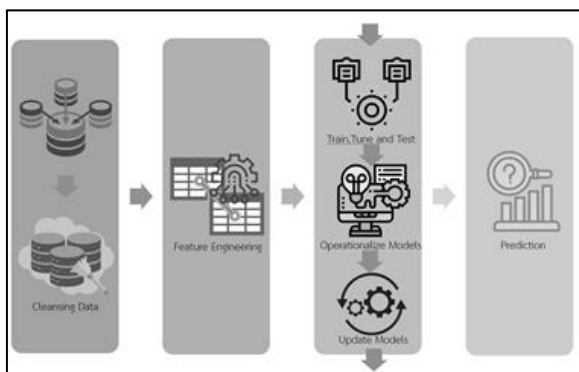 Cleansing Data
Feature Engineering
Train,Tune and Test
Operationalize Models
Update Models
?
Prediction